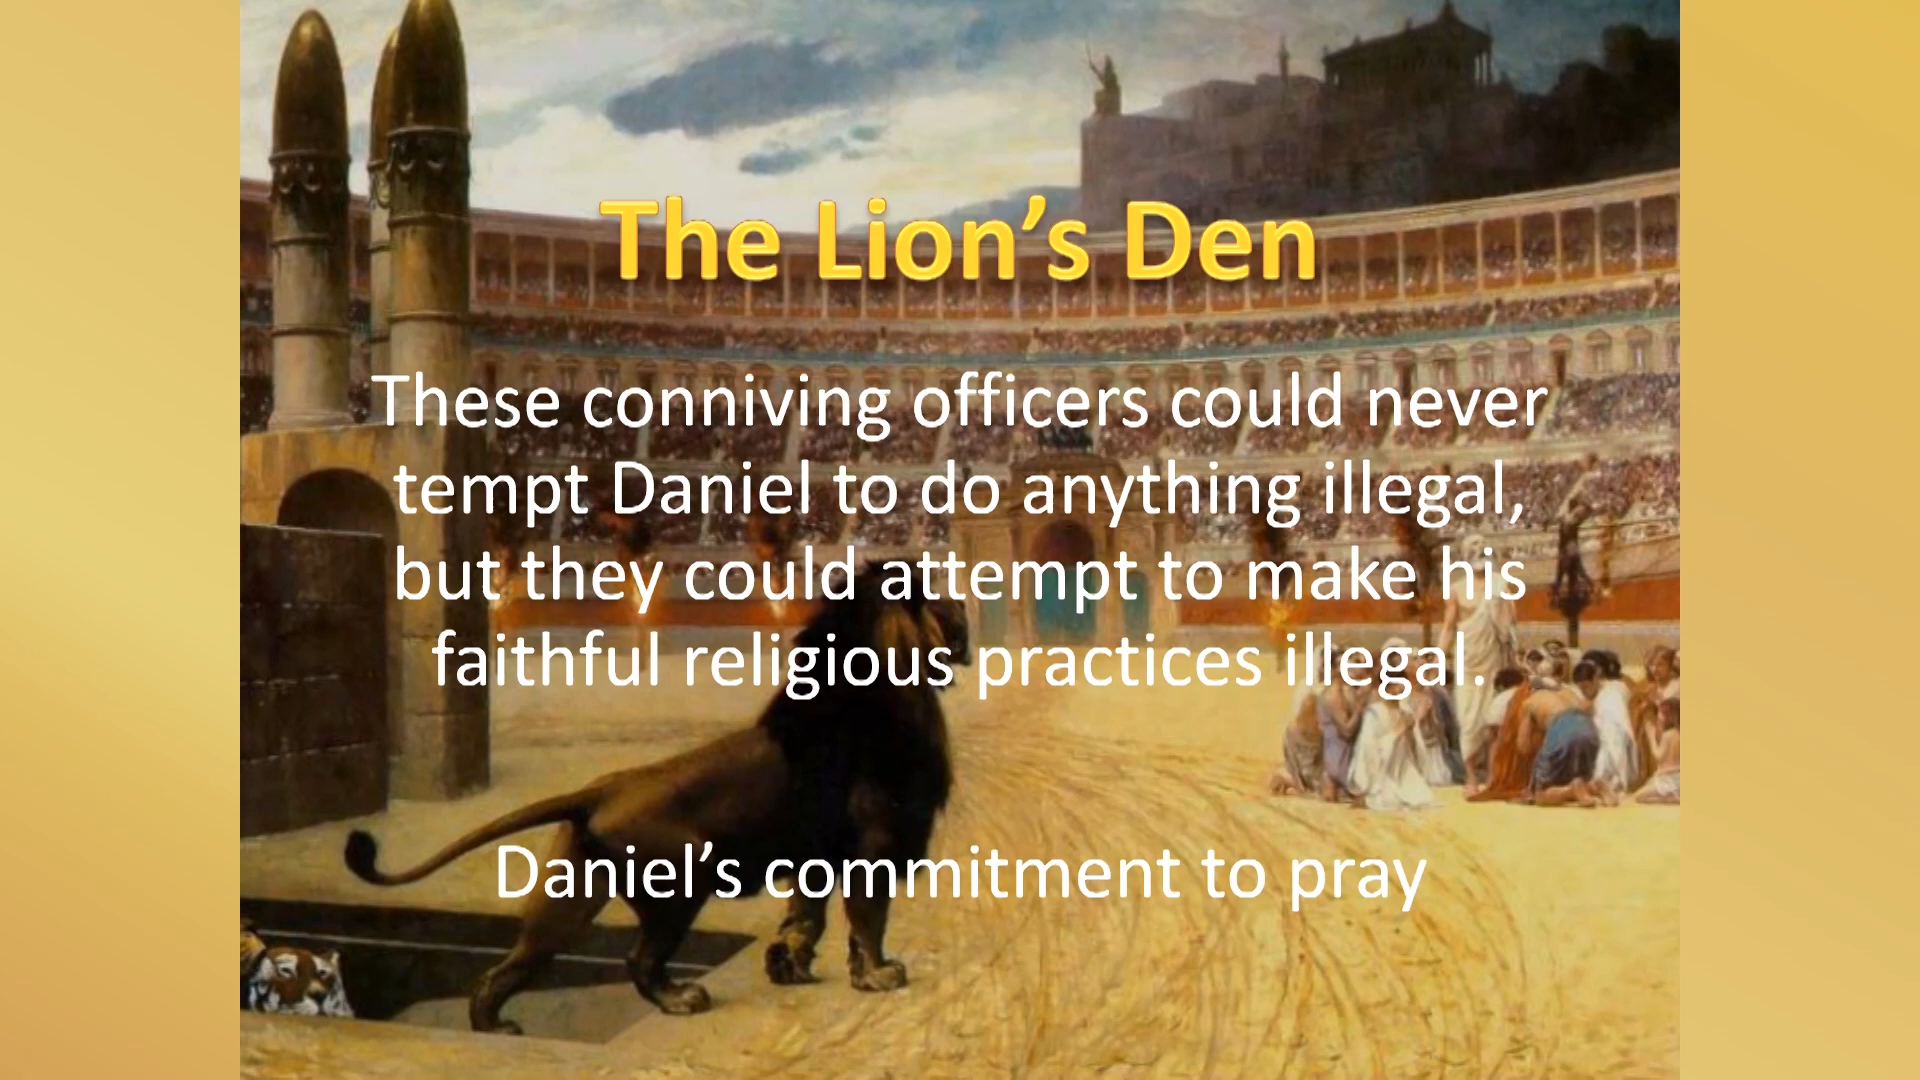 The Lion’s Den
These conniving officers could never
tempt Daniel to do anything illegal,
but they could attempt to make his
faithful religious practices illegal.
Daniel’s commitment to pray